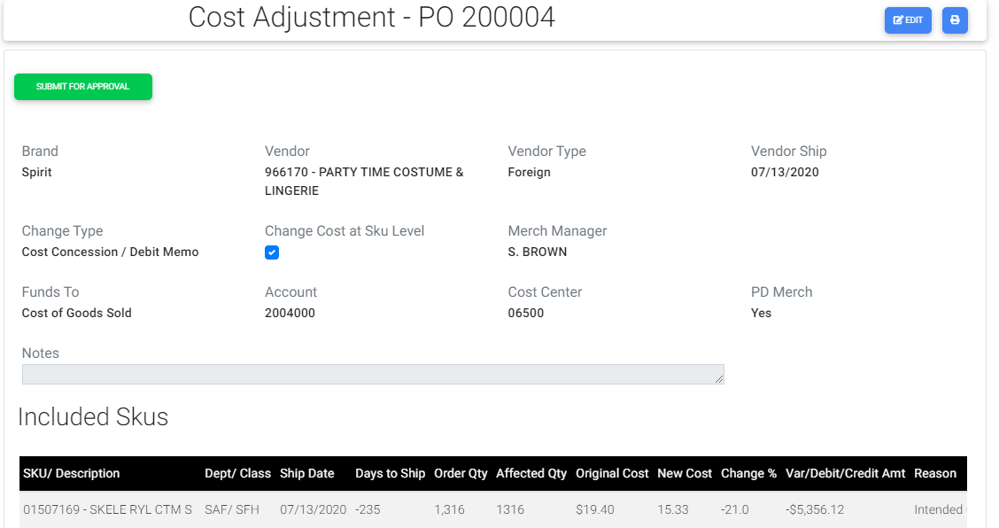 Cost Adjustment - PO 200004
EDIT
SUBMIT FOR APPROVAL
Brand Vendor Vendor Type Vendor Ship
Spirit 966170 - PARTY TIME COSTUME & Foreign 07/13/2020
LINGERIE
Change Type Change Cost at Sku Level Merch Manager
Cost Concession / Debit Memo S. BROWN
Funds To Account Cost Center PD Merch
Cost of Goods Sold 2004000 06500 Yes
Notes
Included Skus
SKU/ Description Dept/ Class Ship Date Days to Ship Order Qty Affected Qty Original Cost New Cost Change % Var/Debit/Credit Amt Reason
01507169 - SKELE RYL CTM S SAF/ SFH 07/13/2020 -235 1,316 1316 $19.40 15.33 -21.0 -$5,356.12 Intended